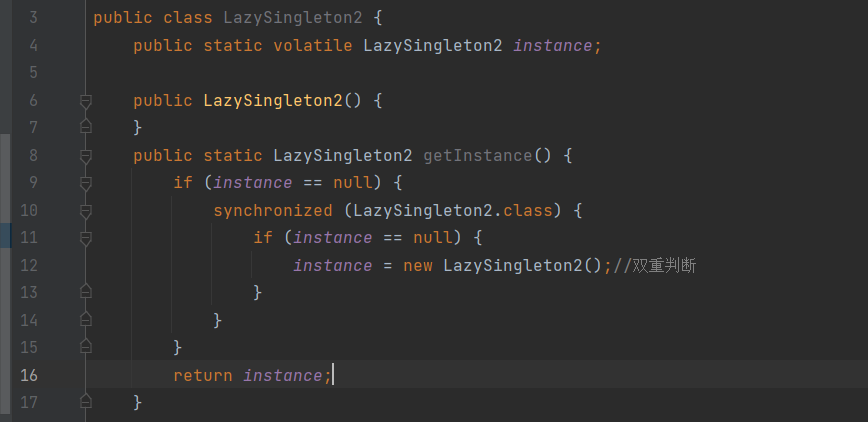 3 public class LazySingleton2 {
4     public static volatile LazySingleton2 instance;
5
6     public LazySingleton2() {
7     }
8     public static LazySingleton2 getInstance() {
9         if (instance == null) {
10             synchronized (LazySingleton2.class) {
11                 if (instance == null) {
12                     instance = new LazySingleton2();//双重判断
13                 }
14             }
15         }
16         return instance;
17     }